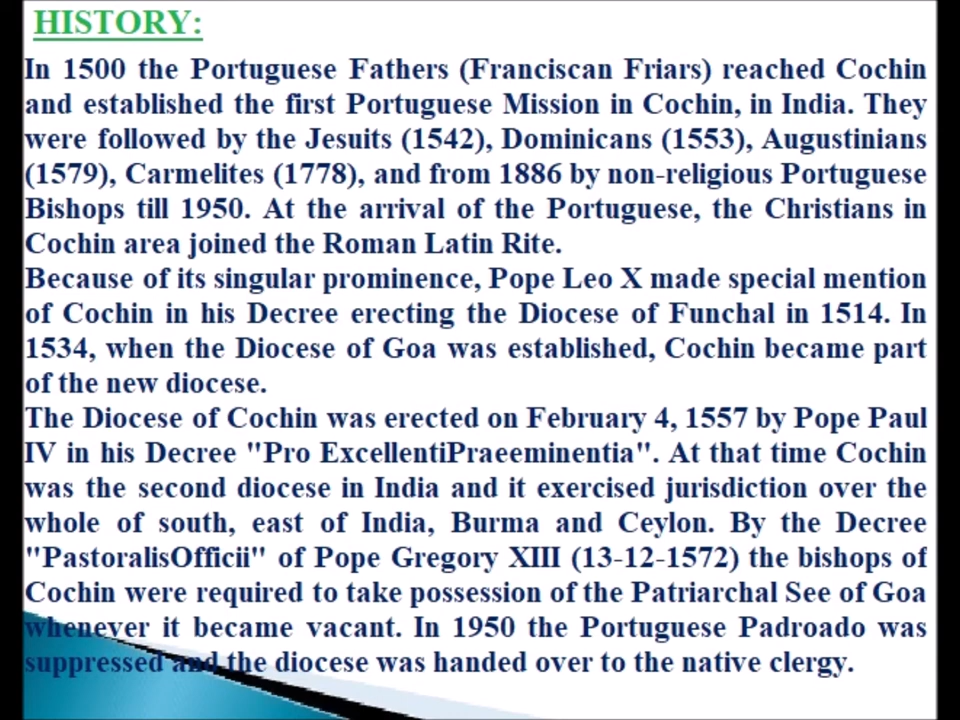 HISTORY:
In 1500 the Portuguese Fathers (Franciscan Friars) reached Cochin
and established the first Portuguese Mission in Cochin, in India. They
were followed by the Jesuits (1542), Dominicans (1553), Augustinians
(1579), Carmelites (1778), and from 1886 by non-religious Portuguese
Bishops till 1950. At the arrival of the Portuguese, the Christians in
Cochin area joined the Roman Latin Rite.
Because of its singular prominence, Pope Leo X made special mention
of Cochin in his Decree erecting the Diocese of Funchal in 1514. In
1534, when the Diocese of Goa was established, Cochin became part
of the new diocese.
The Diocese of Cochin was erected on February 4, 1557 by Pope Paul
IV in his Decree "Pro ExcellentiPraeeminentia". At that time Cochin
was the second diocese in India and it exercised jurisdiction over the
whole of south, east of India, Burma and Ceylon. By the Decree
"PastoralisOfficii" of Pope Gregory XIII (13-12-1572) the bishops of
Cochin were required to take possession of the Patriarchal See of Goa
whenever it became vacant. In 1950 the Portuguese Padroado was
suppressed and the diocese was handed over to the native clergy.